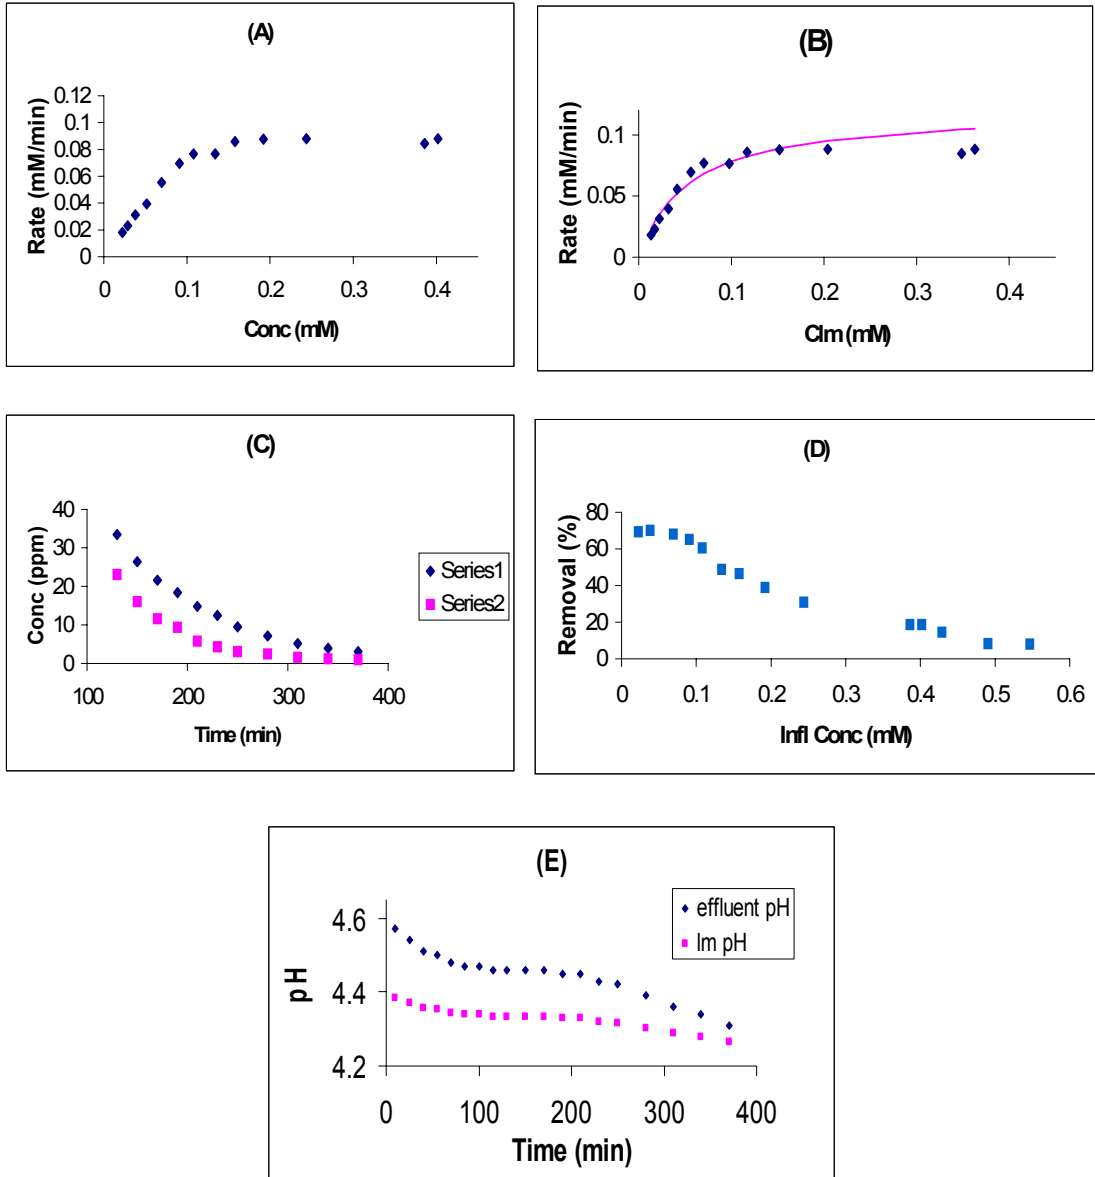 (A)
Rate (mM/min)
0.12
0.1
0.08
0.06
0.04
0.02
0
0 0.1 0.2 0.3 0.4
Conc (mM)
(B)
Rate (mM/min)
0.1
0.05
0
0 0.1 0.2 0.3 0.4
Clm (mM)
(C)
Conc (ppm)
40
30
20
10
0
100 200 300 400
Time (min)
Series1
Series2
(D)
Removal (%)
80
60
40
20
0
0 0.1 0.2 0.3 0.4 0.5 0.6
Infl Conc (mM)
(E)
pH
4.6
4.4
4.2
0 100 200 300 400
Time (min)
effluent pH
lm pH